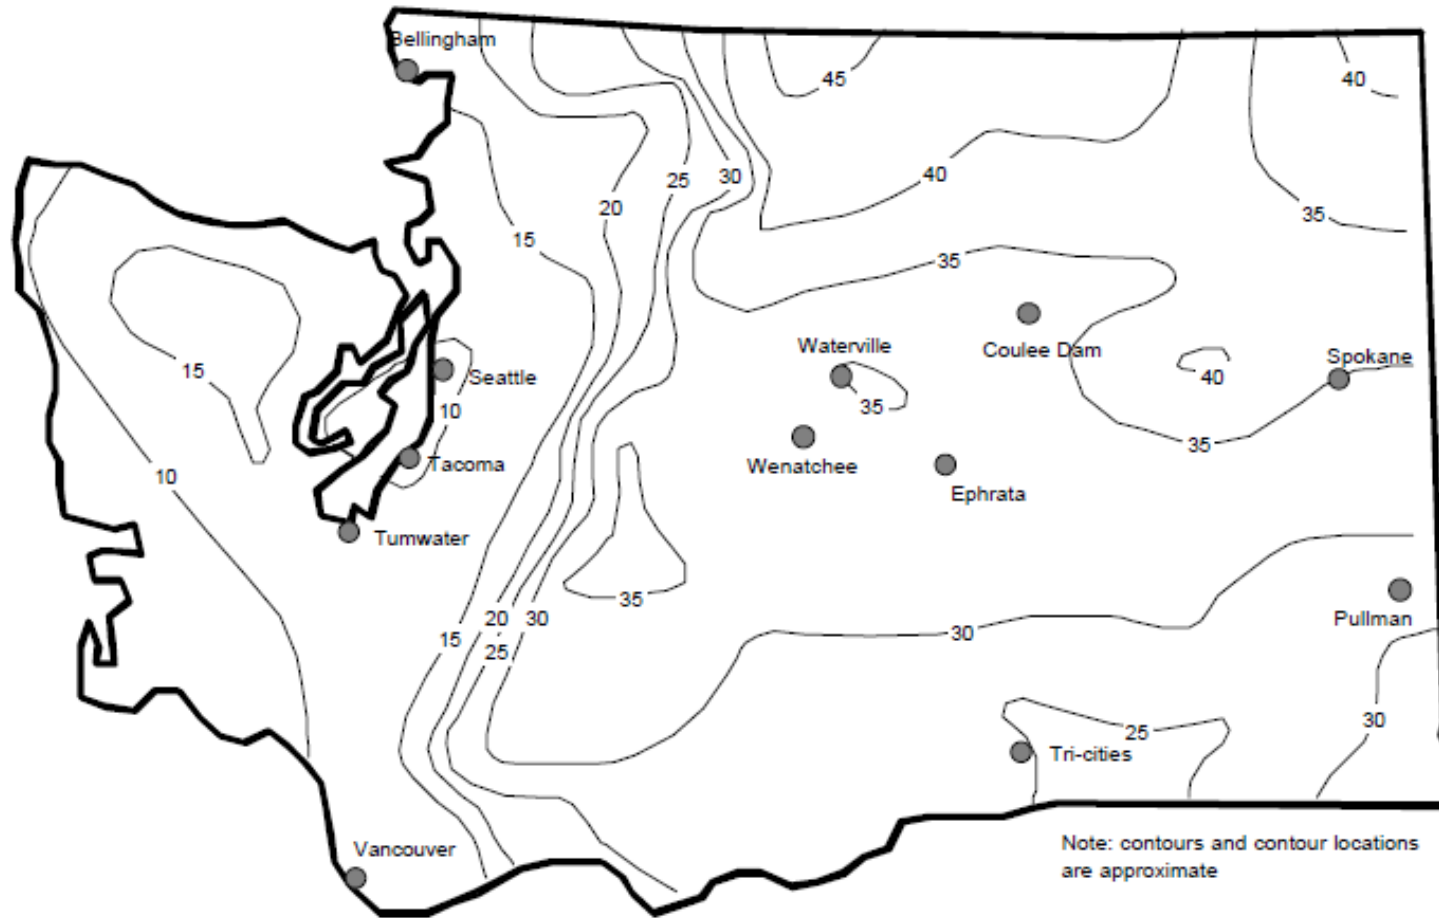 Bellingham
45
40
25
30
40
20
35
15
35
Waterville
Coulee Dam
Spokane
15
Seattle
40
10
35
35
Tacoma
Wenatchee
10
Ephrata
Tumwater
35
20
30
Pullman
15
30
25
30
25
Tri-cities
Vancouver
Note: contours and contour locations
are approximate